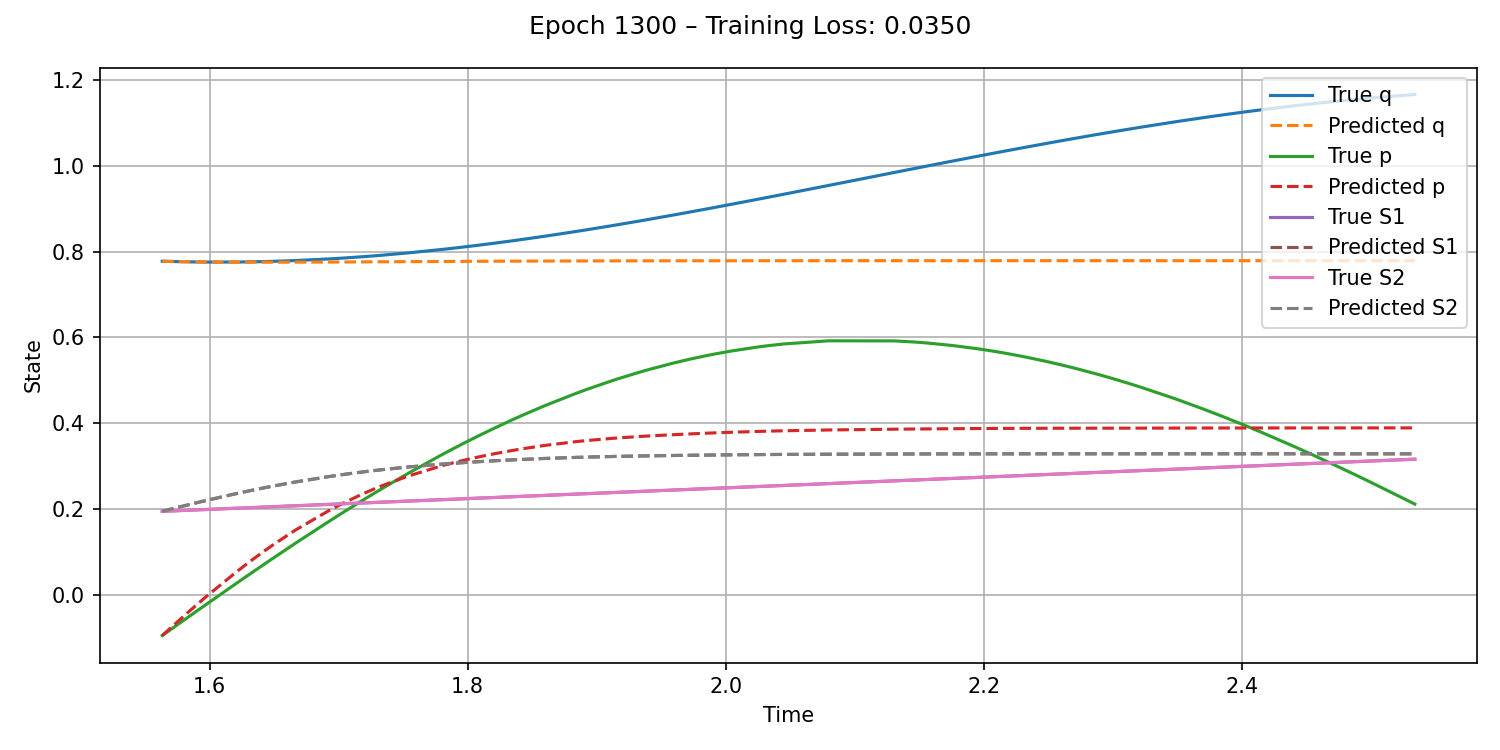 Epoch 1300 – Training Loss: 0.0350
1.2
1.0
0.8
0.6
0.4
0.2
0.0
State
True q
Predicted q
True p
Predicted p
True S1
Predicted S1
True S2
Predicted S2
1.6
1.8
2.0
2.2
2.4
Time